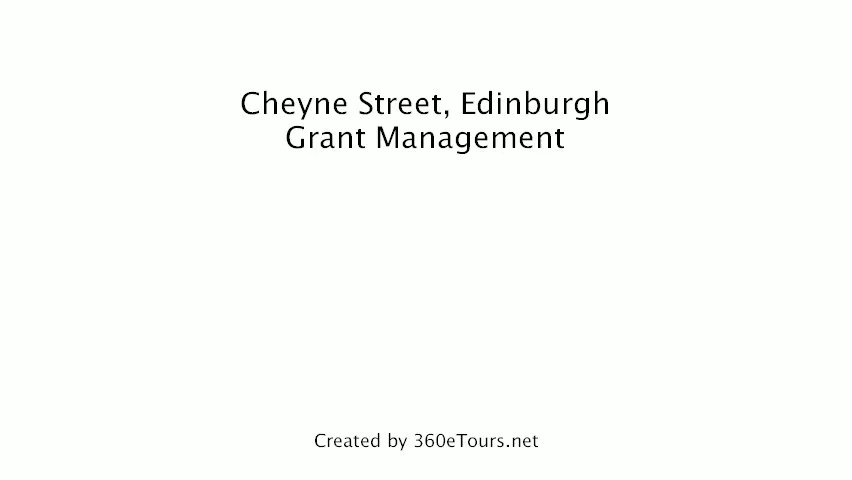 Cheyne Street, Edinburgh
Grant Management
Created by 360eTours.net